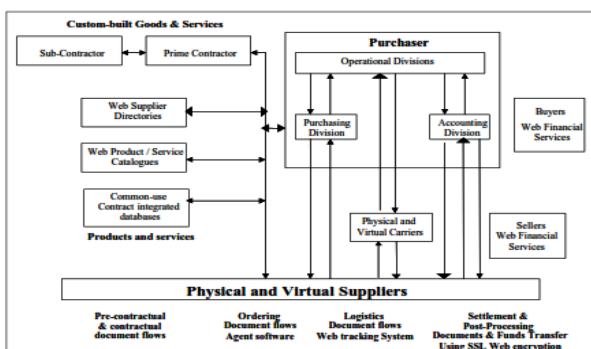 Custom-built Goods & Services
Sub-Contractor
Prime Contractor
Purchaser
Operational Divisions
Web Supplier
Directories
Purchasing
Division
Accounting
Division
Buyers
Web Financial
Services
Web Product / Service
Catalogues
Common-use
Contract integrated
databases
Products and services
Physical and
Virtual Carriers
Sellers
Web Financial
Services
Physical and Virtual Suppliers
Pre-contractual
& contractual
document flows
Ordering
Document flows
Agent software
Logistics
Document flows
Web tracking System
Settlement &
Post-Processing
Documents & Funds Transfer
Using SSL Web encryption